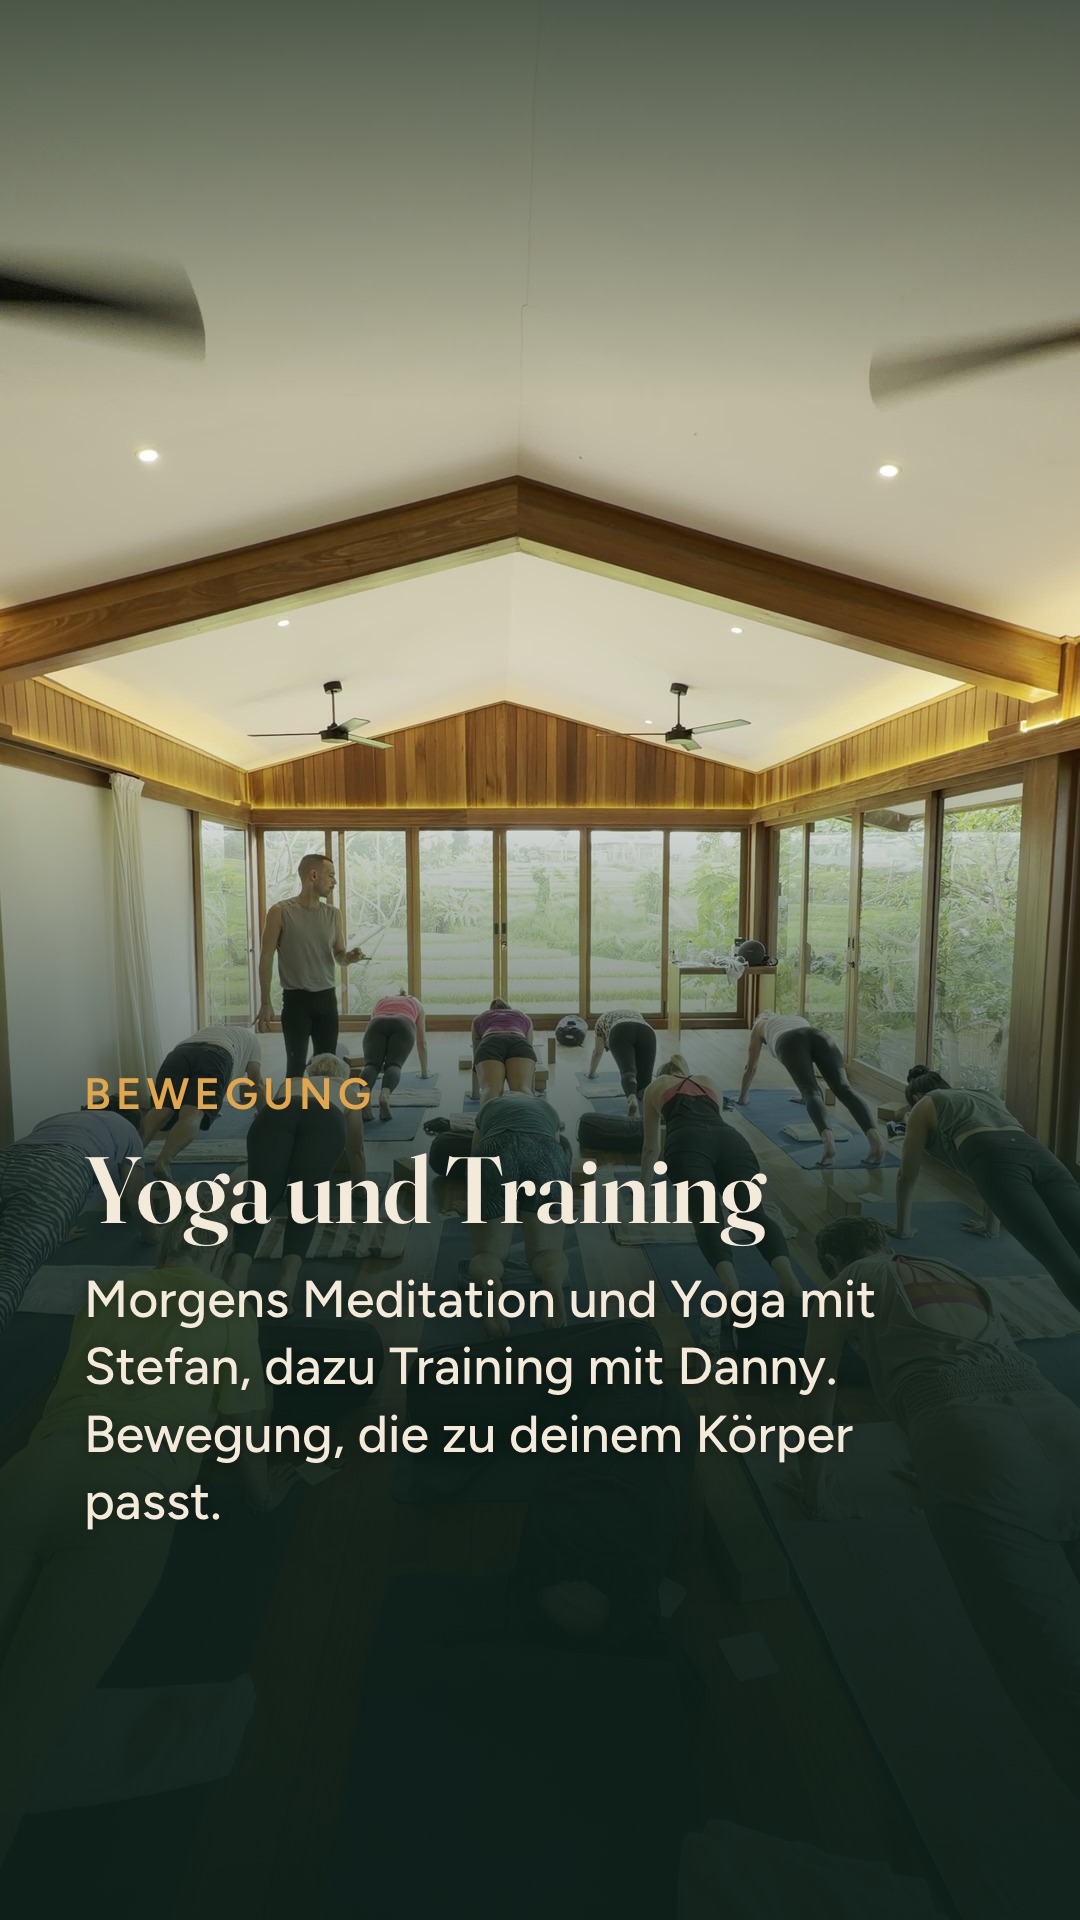 BEWEGUNG
Yoga und Training
Morgens Meditation und Yoga mit
Stefan, dazu Training mit Danny.
Bewegung, die zu deinem Körper
passt.